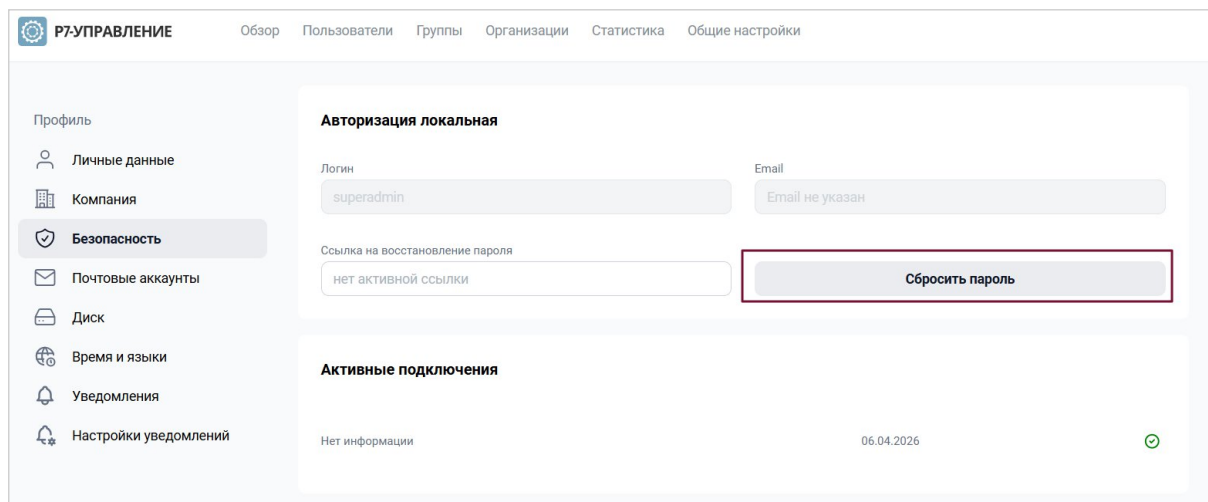 Р7-УПРАВЛЕНИЕ Обзор Пользователи Группы Организации Статистика Общие настройки
Профиль
Личные данные
Компания
Безопасность
Почтовые аккаунты
Диск
Время и языки
Уведомления
Настройки уведомлений
Авторизация локальная
Логин Email
superadmin Email не указан
Ссылка на восстановление пароля
нет активной ссылки Сбросить пароль
Активные подключения
Нет информации 06.04.2026